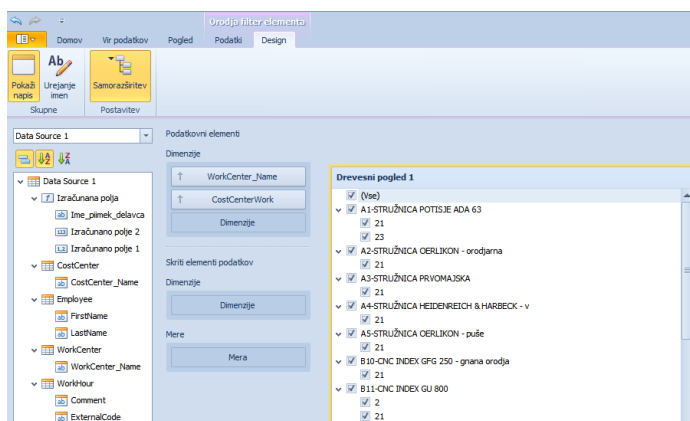 Orodja filter elementa
Domov Vir podatkov Pogled Podatki Design
Pokaži napis
Urejanje imen
Samorazširitev
Skupne
Postavitev
Data Source 1
Data Source 1
Izračunana polja
Ime_piimek_delavca
Izračunano polje 2
Izračunano polje 1
CostCenter
CostCenter_Name
Employee
FirstName
LastName
WorkCenter
WorkCenter_Name
WorkHour
Comment
ExternalCode
Podatkovni elementi
Dimenzije
WorkCenter_Name
CostCenterWork
Dimenzije
Skriti elementi podatkov
Dimenzije
Dimenzije
Mere
Mera
Drevesni pogled 1
(Vse)
A1-STRUŽNICA POTISJE ADA 63
21
23
A2-STRUŽNICA OERLIKON - orodjarna
21
A3-STRUŽNICA PRVOMAJSKA
21
A4-STRUŽNICA HEIDENREICH & HARBECK - v
21
A5-STRUŽNICA OERLIKON - puše
21
B10-CNC INDEX GFG 250 - gnana orodja
21
B11-CNC INDEX GU 800
2
21